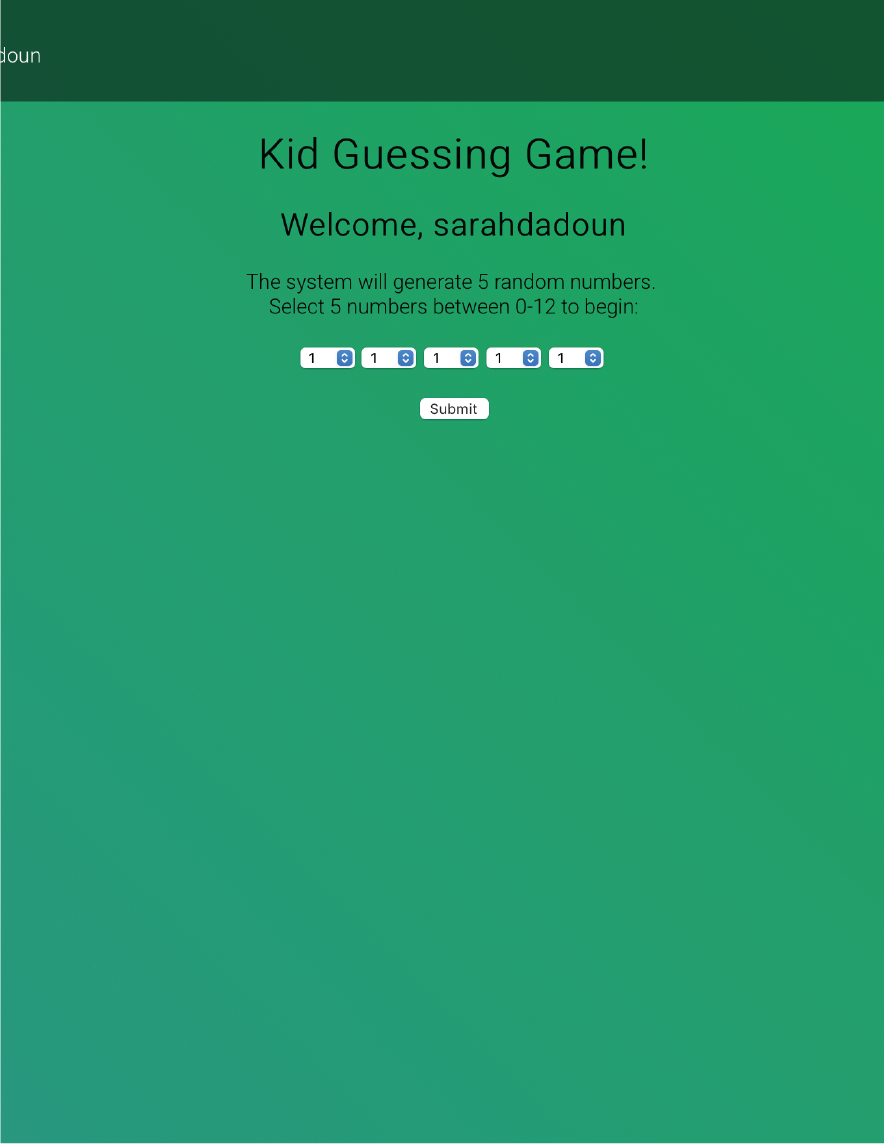 doun
Kid Guessing Game!
Welcome, sarahdadoun
The system will generate 5 random numbers.
Select 5 numbers between 0-12 to begin:
1 1 1 1 1
Submit